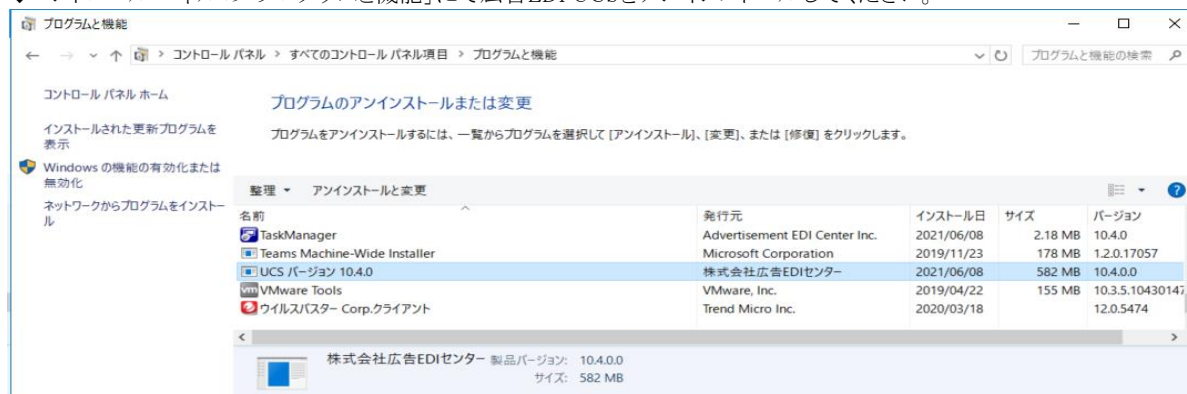 プログラムと機能
コントロール パネル > すべてのコントロール パネル項目 > プログラムと機能
プログラムと機能の検索
コントロール パネル ホーム
インストールされた更新プログラムを
表示
Windows の機能の有効化または
無効化
ネットワークからプログラムをインストー
ル
プログラムのアンインストールまたは変更
プログラムをアンインストールするには、一覧からプログラムを選択して [アンインストール]、[変更]、または [修復] をクリックします。
整理 アンインストールと変更
名前 発行元 インストール日 サイズ バージョン
TaskManager Advertisement EDI Center Inc. 2021/06/08 2.18 MB 10.4.0
Teams Machine-Wide Installer Microsoft Corporation 2019/11/23 178 MB 1.2.0.17057
UCS バージョン 10.4.0 株式会社広告EDIセンター 2021/06/08 582 MB 10.4.0.0
vm VMware Tools VMware, Inc. 2019/04/22 155 MB 10.3.5.10430147
ウイルスバスター Corp.クライアント Trend Micro Inc. 2020/03/18 12.0.5474
株式会社広告EDIセンター 製品バージョン: 10.4.0.0
サイズ: 582 MB